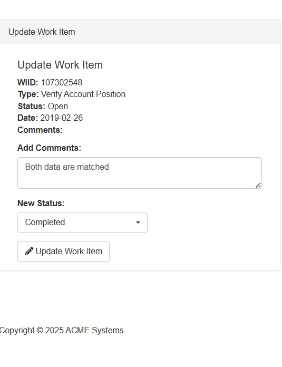 Update Work Item
Update Work Item
WIID: 107302548
Type: Verify Account Position
Status: Open
Date: 2019-02-26
Comments:
Add Comments:
Both data are matched
New Status:
Completed
Update Work Item
Copyright © 2025 ACME Systems